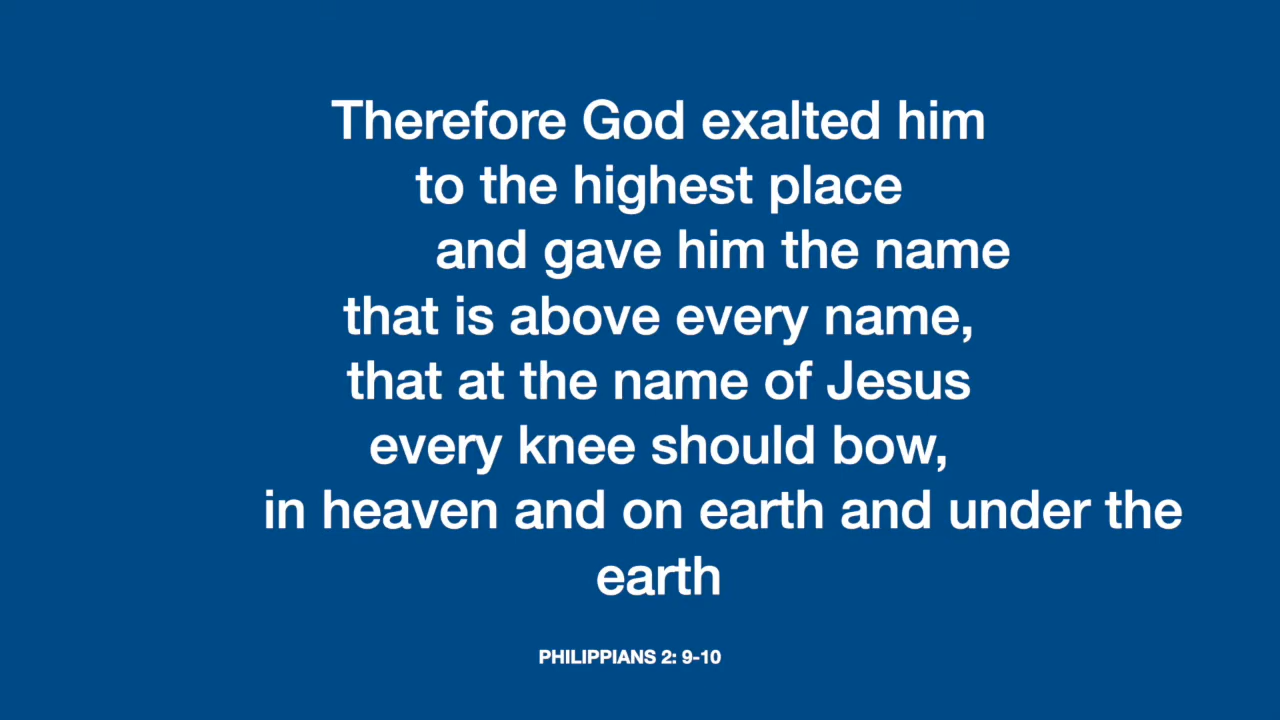 Therefore God exalted him
to the highest place
and gave him the name
that is above every name,
that at the name of Jesus
every knee should bow,
in heaven and on earth and under the
earth
PHILIPPIANS 2: 9-10